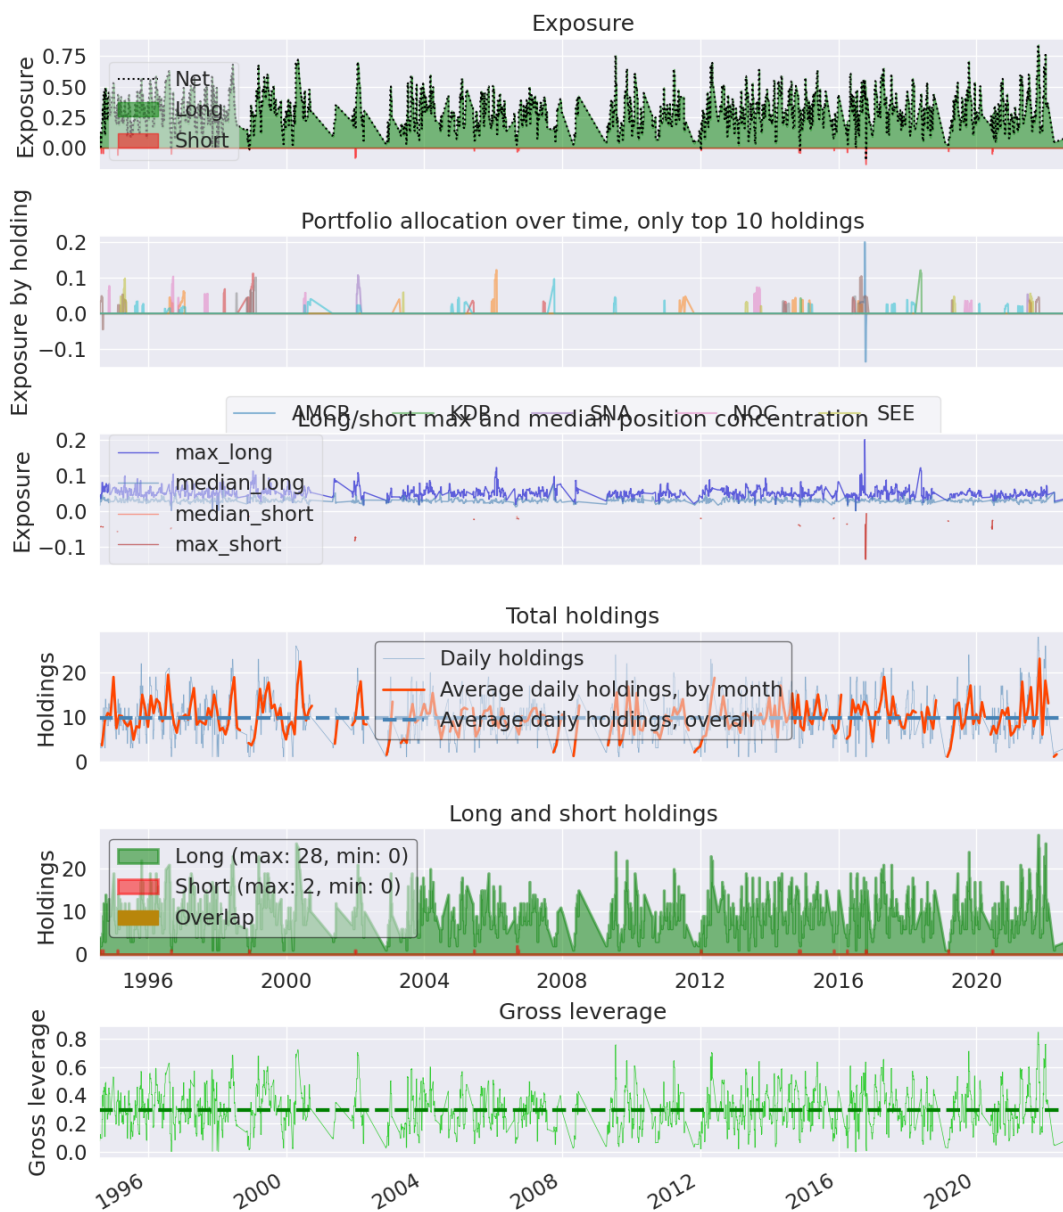 Exposure
0.75
0.50
0.25
0.00
Exposure
Net
Long
Short
Portfolio allocation over time, only top 10 holdings
0.2
0.1
0.0
−0.1
Exposure by holding
AMCR KDP SNA NOC SEE
Long/short max and median position concentration
0.2
0.1
0.0
−0.1
Exposure
max_long
median_long
median_short
max_short
Total holdings
20
10
0
Holdings
Daily holdings
Average daily holdings, by month
Average daily holdings, overall
Long and short holdings
20
10
0
Holdings
Long (max: 28, min: 0)
Short (max: 2, min: 0)
Overlap
1996 2000 2004 2008 2012 2016 2020
Gross leverage
0.8
0.6
0.4
0.2
0.0
Gross leverage
1996 2000 2004 2008 2012 2016 2020